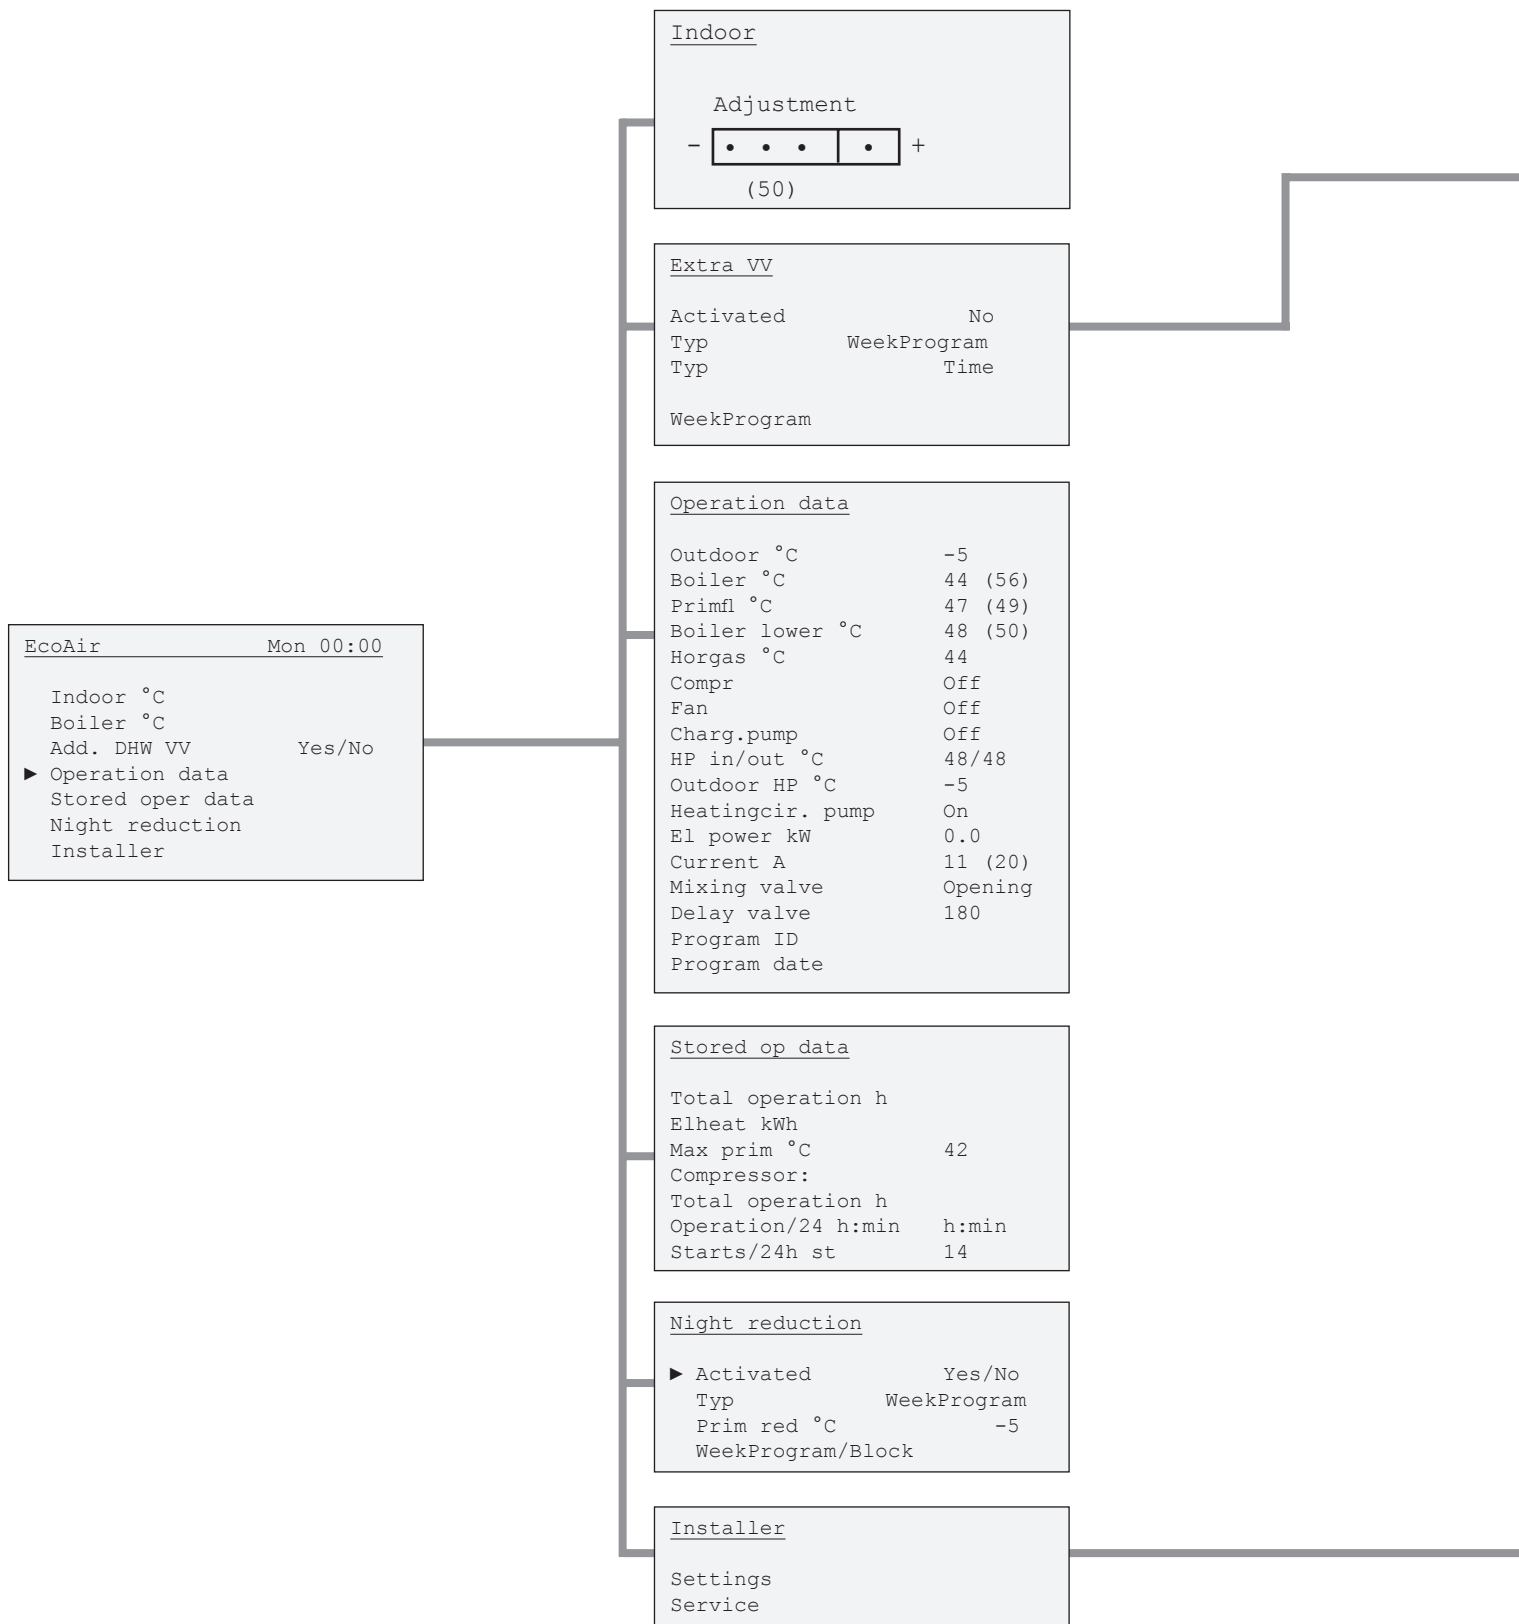 EcoAir Mon 00:00
Indoor °C
Boiler °C
Add. DHW VV Yes/No
► Operation data
Stored oper data
Night reduction
Installer
Indoor
Adjustment
- • • • • +
(50)
Extra VV
Activated No
Typ WeekProgram
Typ Time
WeekProgram
Operation data
Outdoor °C -5
Boiler °C 44 (56)
Primfl °C 47 (49)
Boiler lower °C 48 (50)
Horgas °C 44
Compr Off
Fan Off
Charg.pump Off
HP in/out °C 48/48
Outdoor HP °C -5
Heatingcir. pump On
El power kW 0.0
Current A 11 (20)
Mixing valve Opening
Delay valve 180
Program ID
Program date
Stored op data
Total operation h
Elheat kWh
Max prim °C 42
Compressor:
Total operation h
Operation/24 h:min h:min
Starts/24h st 14
Night reduction
► Activated Yes/No
Typ WeekProgram
Prim red °C -5
WeekProgram/Block
Installer
Settings
Service